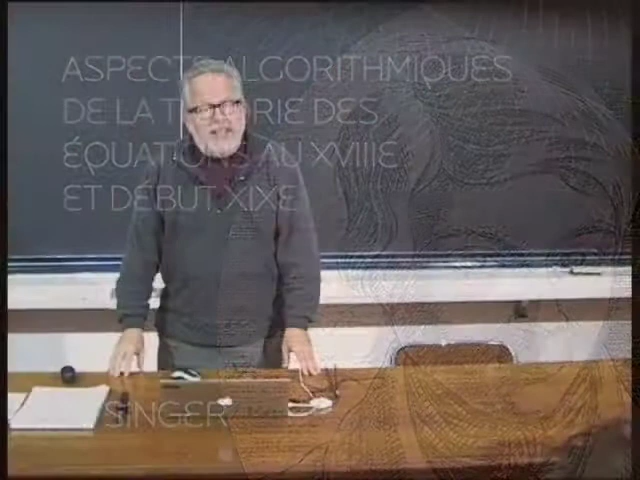 ASPECTS ALGORITHMIQUES
DE LA THÉORIE DES
ÉQUATIONS AU XVIIIE
ET DÉBUT XIXE
SINGER